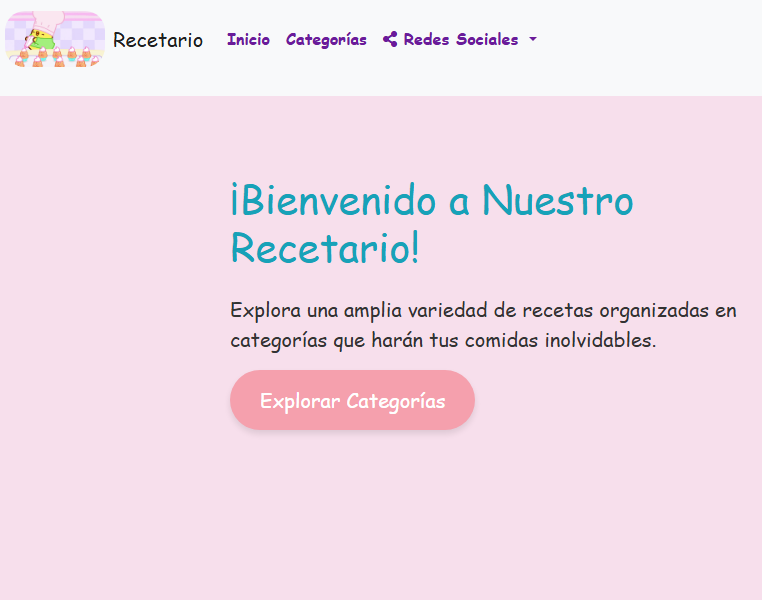 Recetario Inicio Categorías Redes Sociales
¡Bienvenido a Nuestro
Recetario!
Explora una amplia variedad de recetas organizadas en
categorías que harán tus comidas inolvidables.
Explorar Categorías